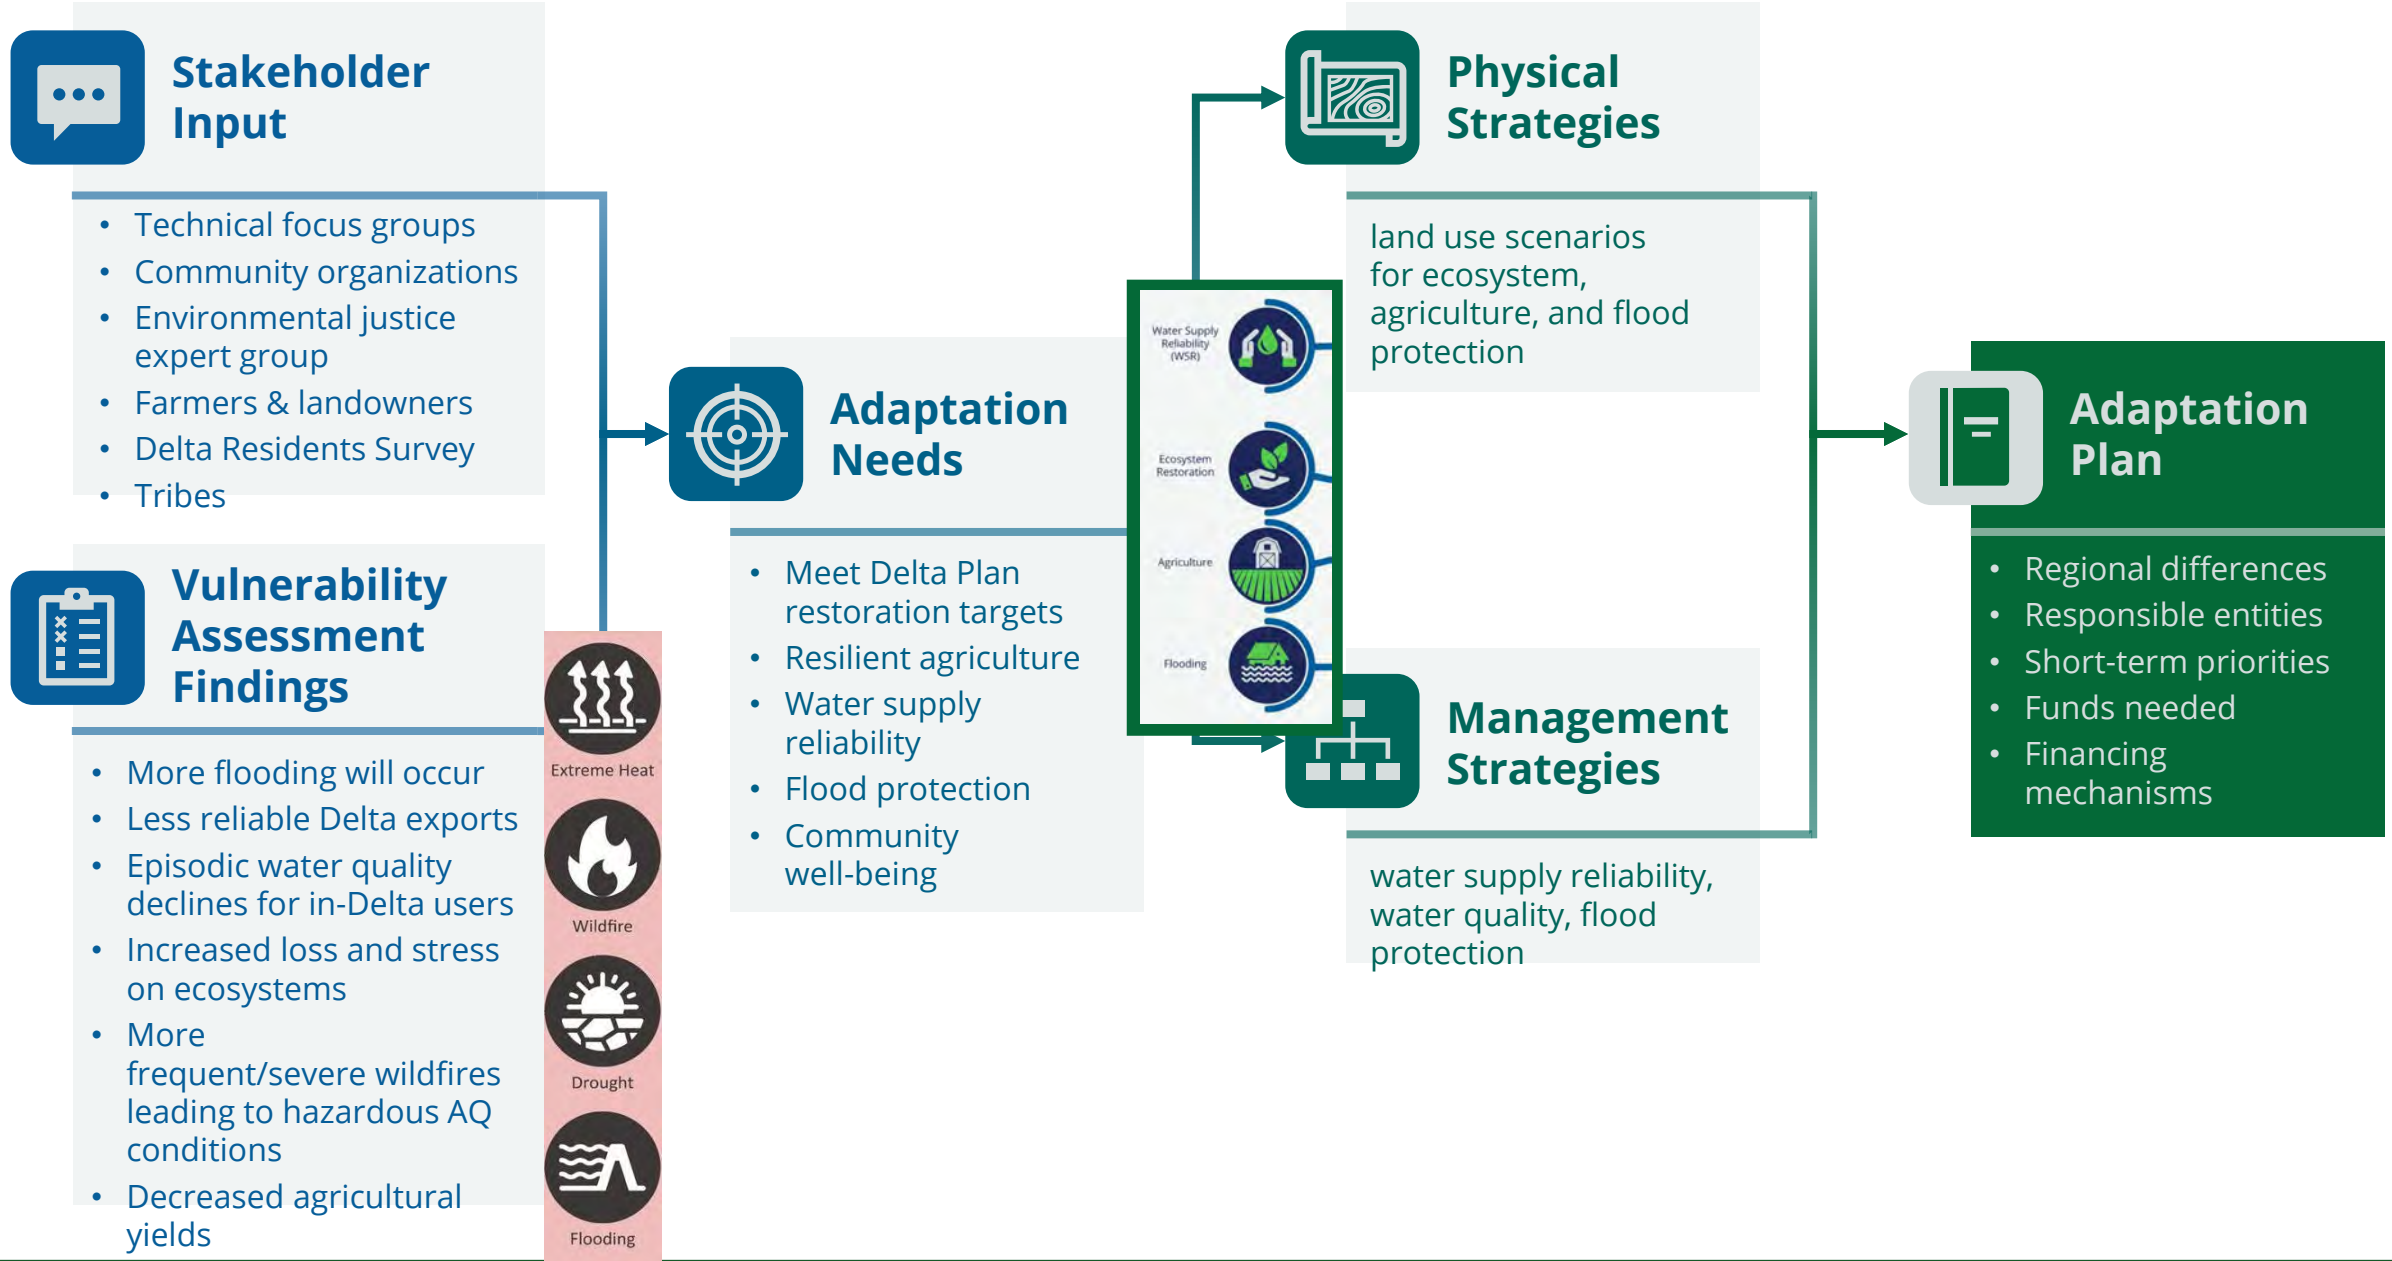 Stakeholder
Input
• Technical focus groups
• Community organizations
• Environmental justice
expert group
• Farmers & landowners
• Delta Residents Survey
• Tribes
Vulnerability
Assessment
Findings
• More flooding will occur
• Less reliable Delta exports
• Episodic water quality
declines for in-Delta users
• Increased loss and stress
on ecosystems
• More
frequent/severe wildfires
leading to hazardous AQ
conditions
• Decreased agricultural
yields
Extreme Heat
Wildfire
Drought
Flooding
Adaptation
Needs
• Meet Delta Plan
restoration targets
• Resilient agriculture
• Water supply
reliability
• Flood protection
• Community
well-being
Water Supply
Reliability
(WSR)
Ecosystem
Restoration
Agriculture
Flooding
Physical
Strategies
land use scenarios
for ecosystem,
agriculture, and flood
protection
Management
Strategies
water supply reliability,
water quality, flood
protection
Adaptation
Plan
• Regional differences
• Responsible entities
• Short-term priorities
• Funds needed
• Financing
mechanisms